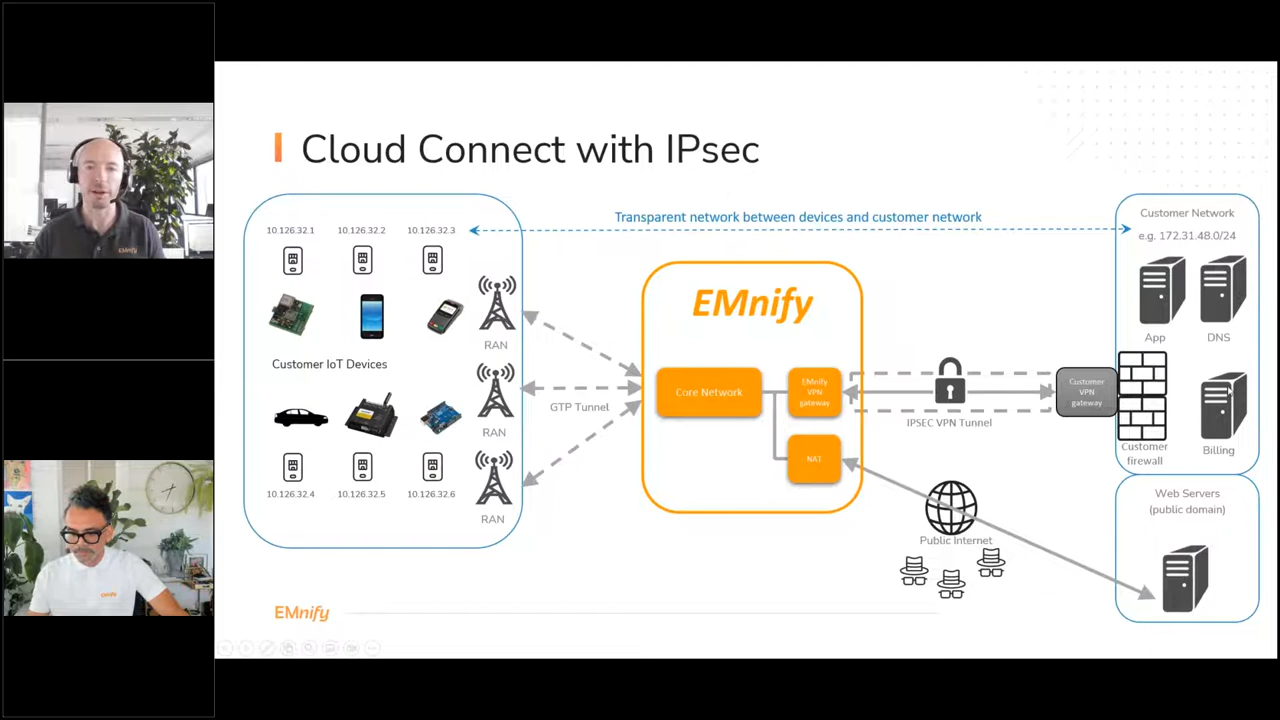 Cloud Connect with IPsec
Transparent network between devices and customer network
10.126.32.1
10.126.32.2
10.126.32.3
RAN
Customer IoT Devices
RAN
10.126.32.4
10.126.32.5
10.126.32.6
RAN
GTP Tunnel
EMnify
Core Network
EMnify
VPN
gateway
NAT
IPSEC VPN Tunnel
Public Internet
Customer
VPN
gateway
Customer Network
e.g. 172.31.48.0/24
App
DNS
Customer
firewall
Billing
Web Servers
(public domain)
EMnify
EMnify